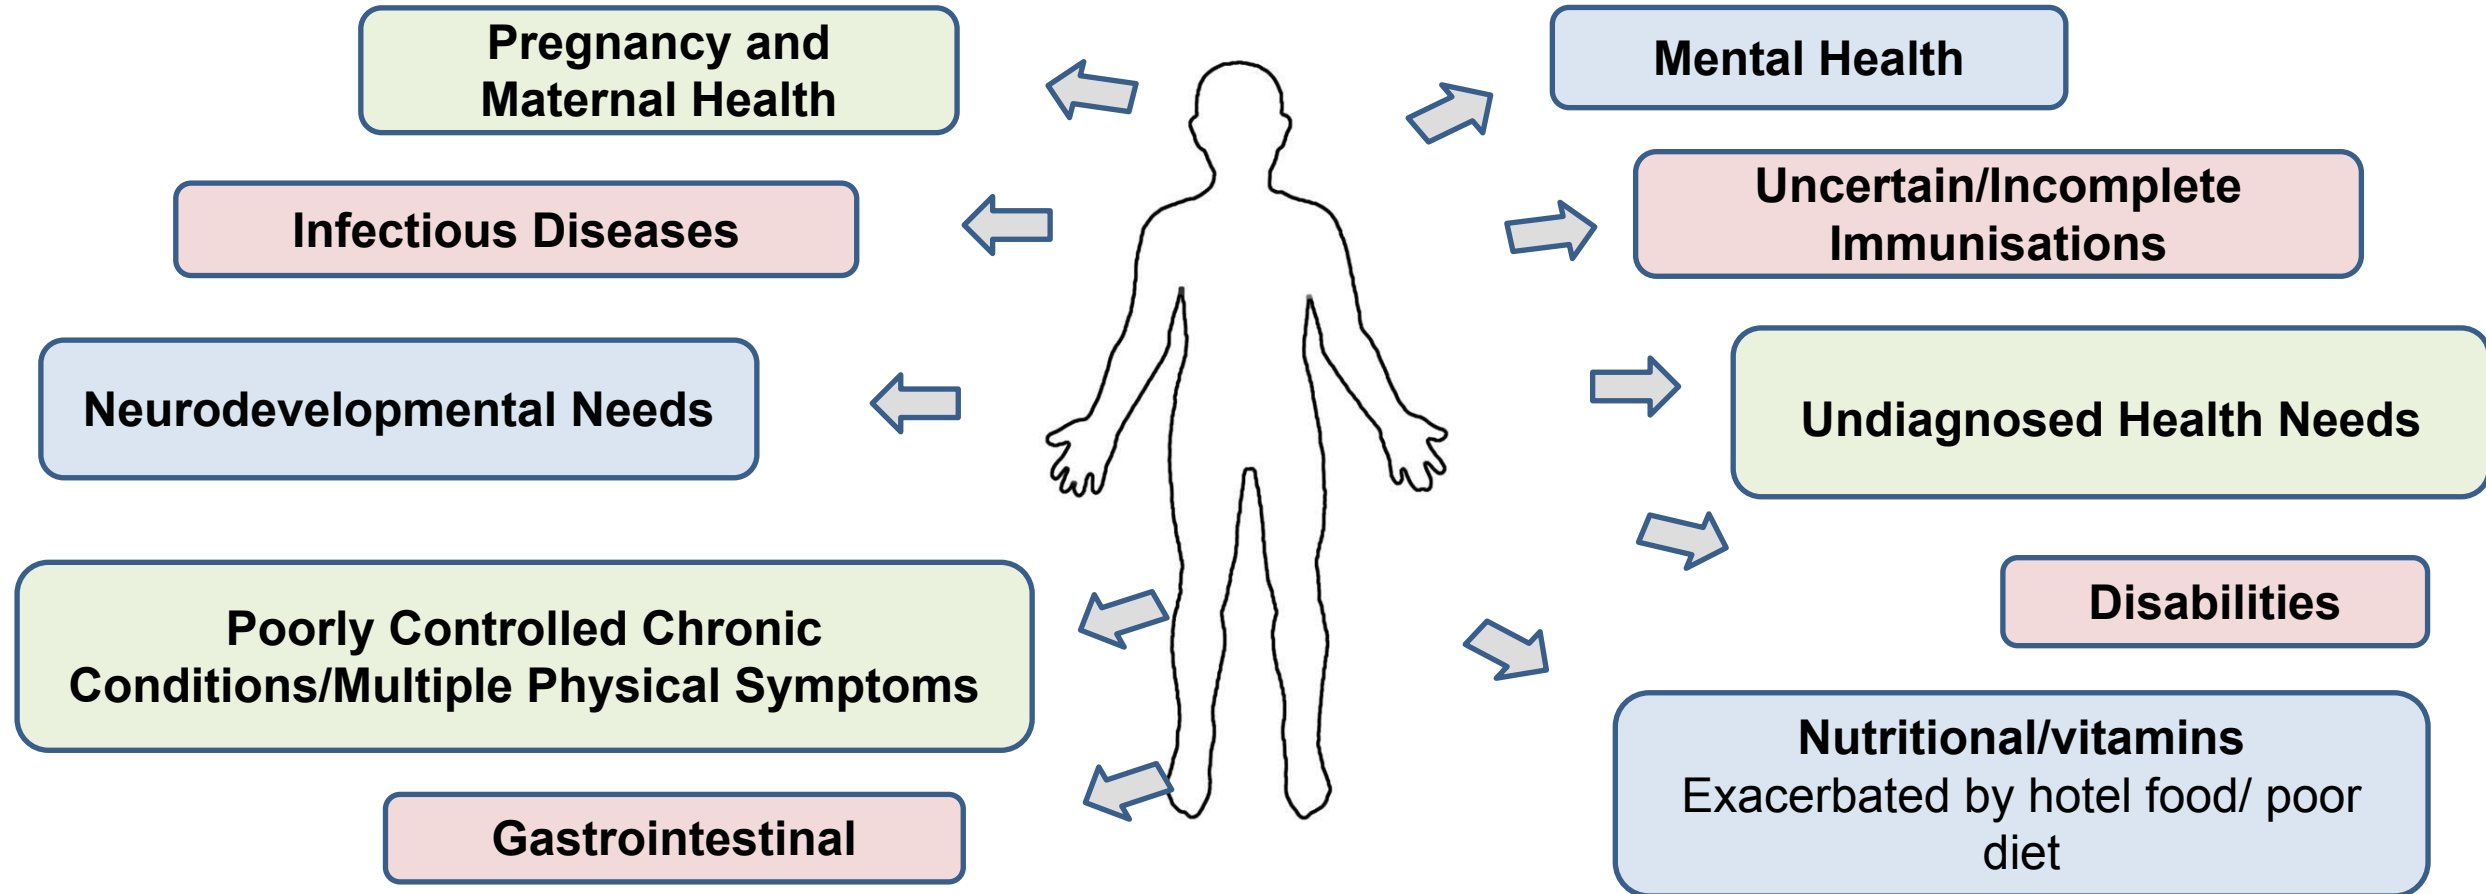 Pregnancy and
Maternal Health
Infectious Diseases
Neurodevelopmental Needs
Poorly Controlled Chronic
Conditions/Multiple Physical Symptoms
Gastrointestinal
Mental Health
Uncertain/Incomplete
Immunisations
Undiagnosed Health Needs
Disabilities
Nutritional/vitamins
Exacerbated by hotel food/ poor
diet